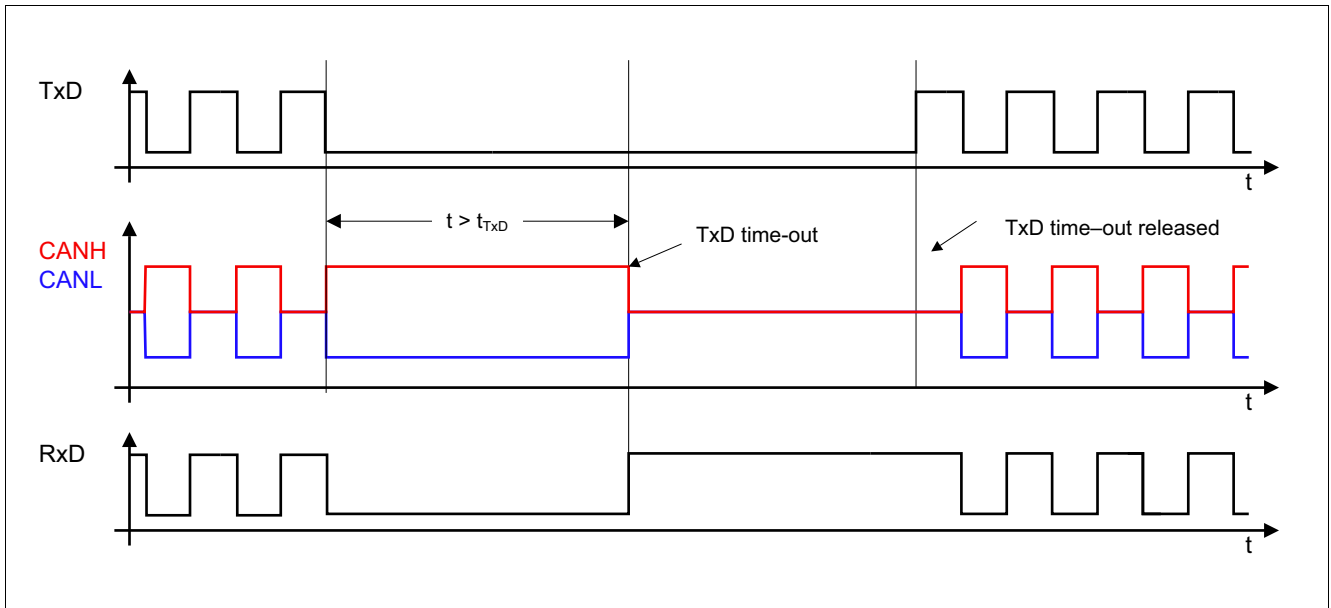 TxD
t
t > tTxD
TxD time-out
TxD time–out released
CANH
CANL
t
RxD
t